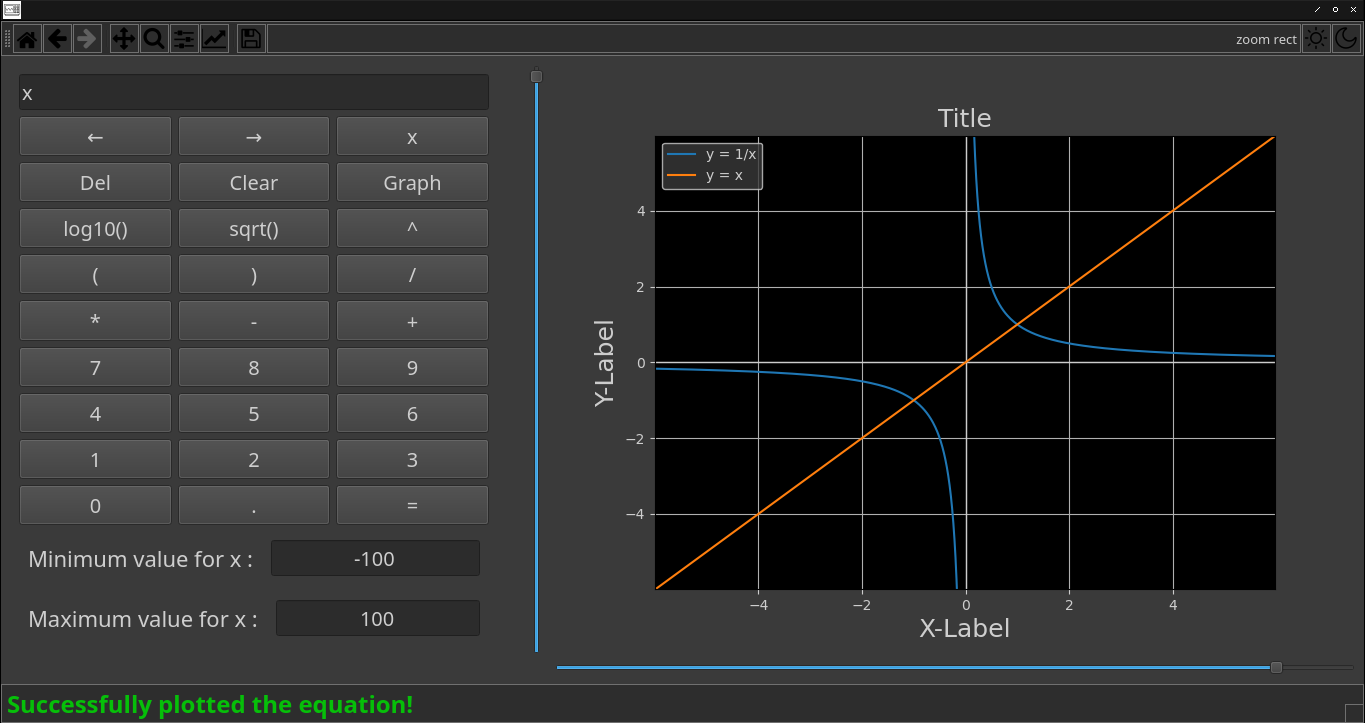 zoom rect
x
← → x
Del Clear Graph
log10() sqrt() ^
( ) /
* - +
7 8 9
4 5 6
1 2 3
0 . =
Minimum value for x : -100
Maximum value for x : 100
Title
y = 1/x
y = x
Y-Label
4
2
0
−2
−4
−4 −2 0 2 4
X-Label
Successfully plotted the equation!